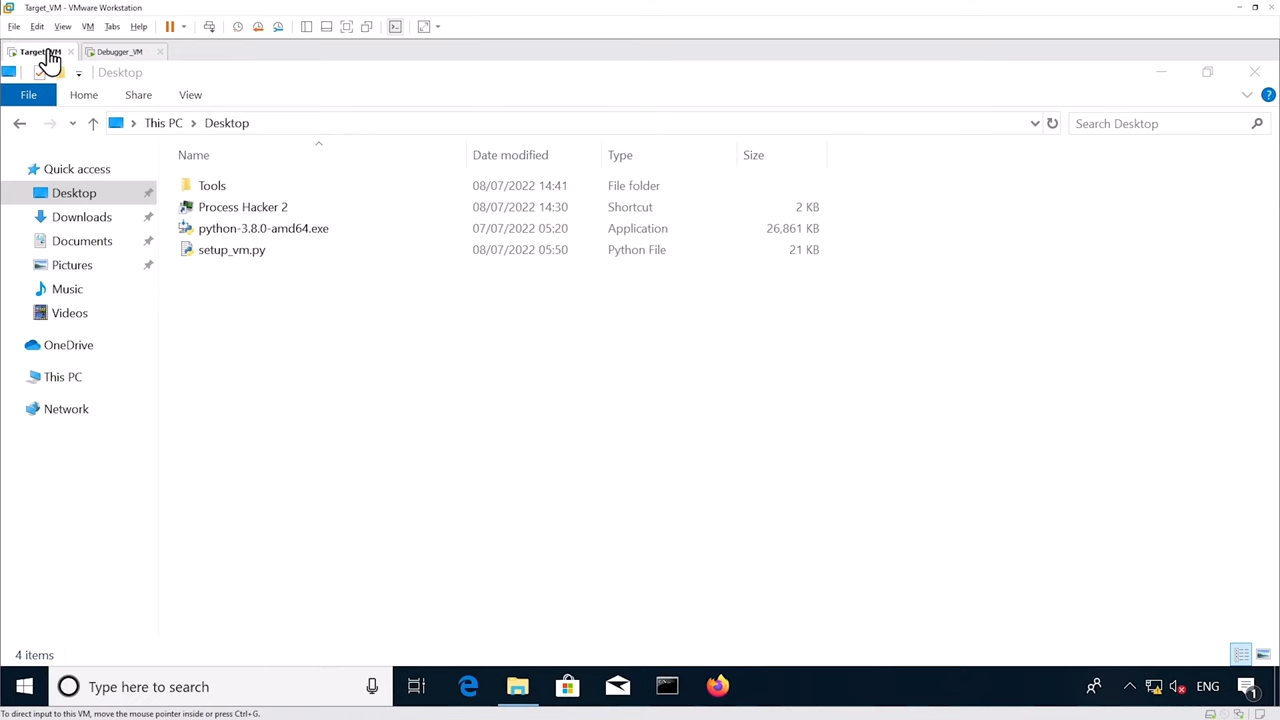 Target_VM - VMware Workstation
File Edit View VM Tabs Help
Target_VM Debugger_VM
Desktop
File Home Share View
This PC Desktop Search Desktop
Name Date modified Type Size
Quick access
Desktop
Downloads
Documents
Pictures
Music
Videos
OneDrive
This PC
Network
Tools 08/07/2022 14:41 File folder
Process Hacker 2 08/07/2022 14:30 Shortcut 2 KB
python-3.8.0-amd64.exe 07/07/2022 05:20 Application 26,861 KB
setup_vm.py 08/07/2022 05:50 Python File 21 KB
4 items
Type here to search ENG 1
To direct input to this VM, move the mouse pointer inside or press Ctrl+G.